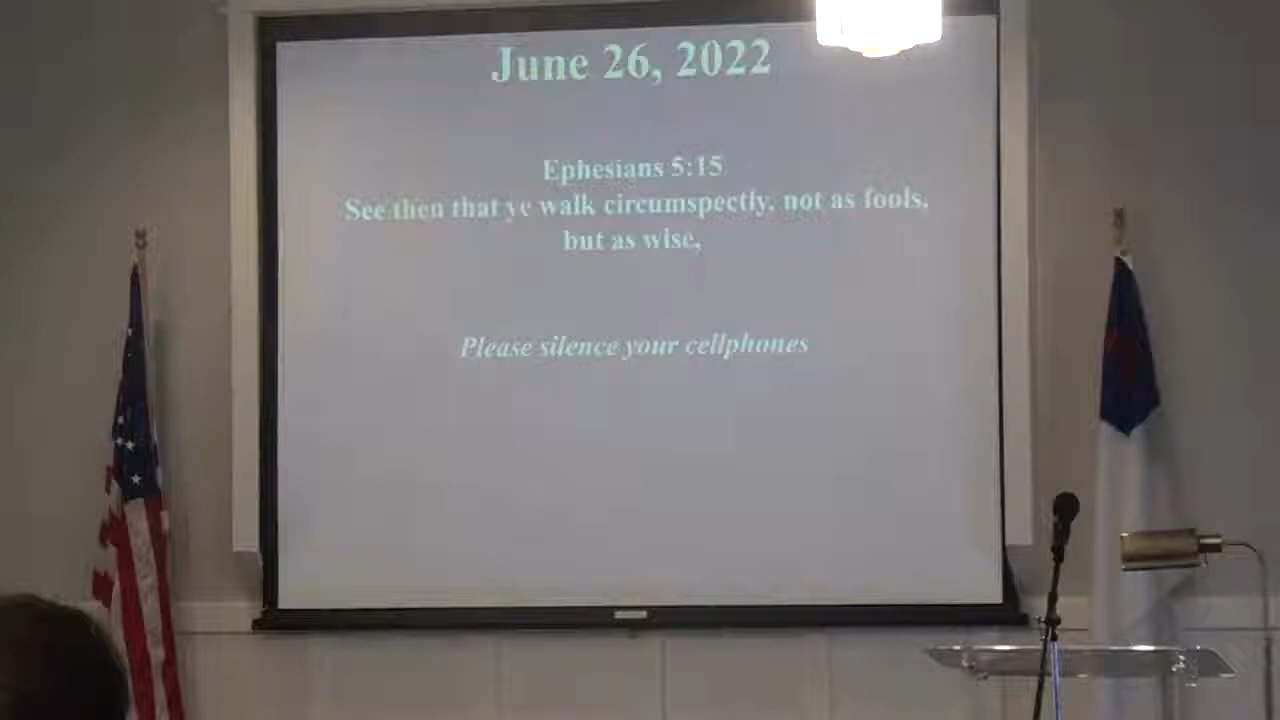 June 26, 2022
Ephesians 5:15
See then that ye walk circumspectly, not as fools,
but as wise,
Please silence your cellphones